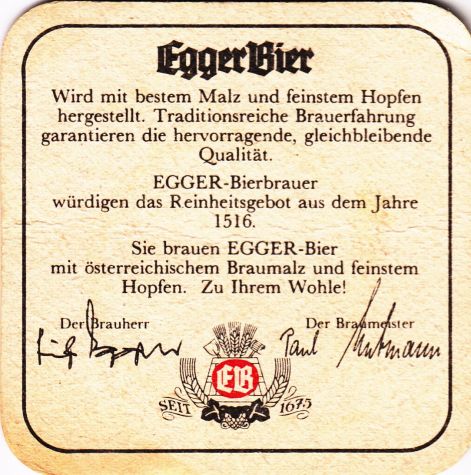 EggerBier
Wird mit bestem Malz und feinstem Hopfen
hergestellt. Traditionsreiche Brauerfahrung
garantieren die hervorragende, gleichbleibende
Qualität.
EGGER-Bierbrauer
würdigen das Reinheitsgebot aus dem Jahre
1516.
Sie brauen EGGER-Bier
mit österreichischem Braumalz und feinstem
Hopfen. Zu Ihrem Wohle!
Der Brauherr Der Braumeister
Paul
EB
SEIT 1675